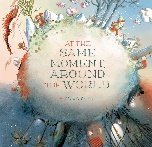 AT THE
SAME
MOMENT,
AROUND
THE WORLD